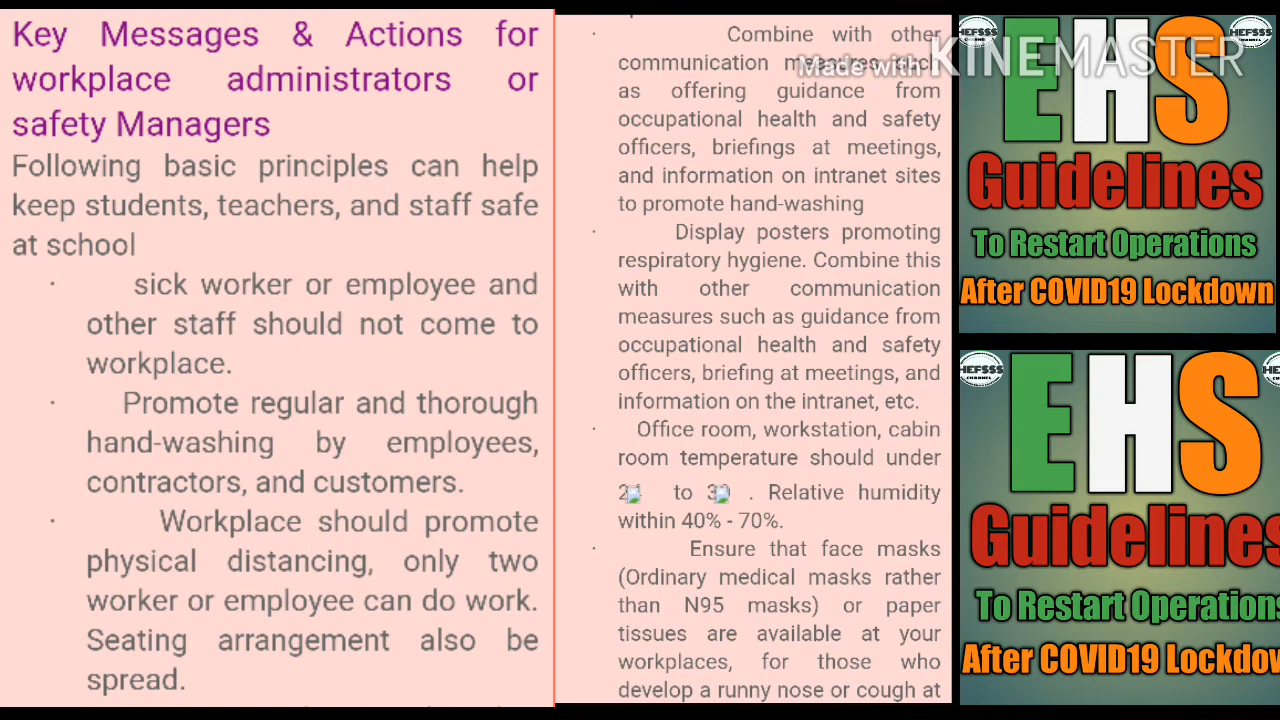 Key Messages & Actions for
workplace administrators or
safety Managers
Following basic principles can help
keep students, teachers, and staff safe
at school
· sick worker or employee and
other staff should not come to
workplace.
· Promote regular and thorough
hand-washing by employees,
contractors, and customers.
· Workplace should promote
physical distancing, only two
worker or employee can do work.
Seating arrangement also be
spread.
· Combine with other
communication measures such
as offering guidance from
occupational health and safety
officers, briefings at meetings,
and information on intranet sites
to promote hand-washing
· Display posters promoting
respiratory hygiene. Combine this
with other communication
measures such as guidance from
occupational health and safety
officers, briefing at meetings, and
information on the intranet, etc.
· Office room, workstation, cabin
room temperature should under
to . Relative humidity
within 40% - 70%.
· Ensure that face masks
(Ordinary medical masks rather
than N95 masks) or paper
tissues are available at your
workplaces, for those who
develop a runny nose or cough at
Made with KINEMASTER
HEFSSS
CHANNEL
HEFSSS
CHANNEL
EHS
Guidelines
To Restart Operations
After COVID19 Lockdown
HEFSSS
CHANNEL
HE
EHS
Guidelines
To Restart Operations
After COVID19 Lockdow